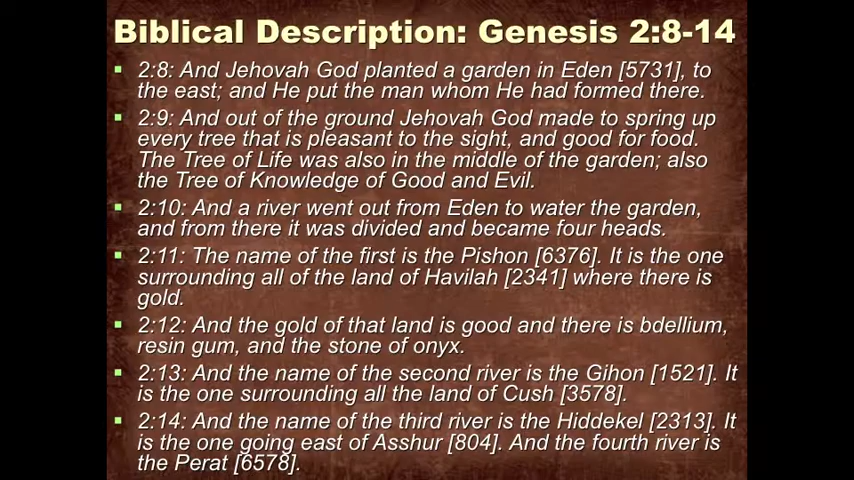 Biblical Description: Genesis 2:8-14
▪ 2:8: And Jehovah God planted a garden in Eden [5731], to
the east; and He put the man whom He had formed there.
▪ 2:9: And out of the ground Jehovah God made to spring up
every tree that is pleasant to the sight, and good for food.
The Tree of Life was also in the middle of the garden; also
the Tree of Knowledge of Good and Evil.
▪ 2:10: And a river went out from Eden to water the garden,
and from there it was divided and became four heads.
▪ 2:11: The name of the first is the Pishon [6376]. It is the one
surrounding all of the land of Havilah [2341] where there is
gold.
▪ 2:12: And the gold of that land is good and there is bdellium,
resin gum, and the stone of onyx.
▪ 2:13: And the name of the second river is the Gihon [1521]. It
is the one surrounding all the land of Cush [3578].
▪ 2:14: And the name of the third river is the Hiddekel [2313]. It
is the one going east of Asshur [804]. And the fourth river is
the Perat [6578].